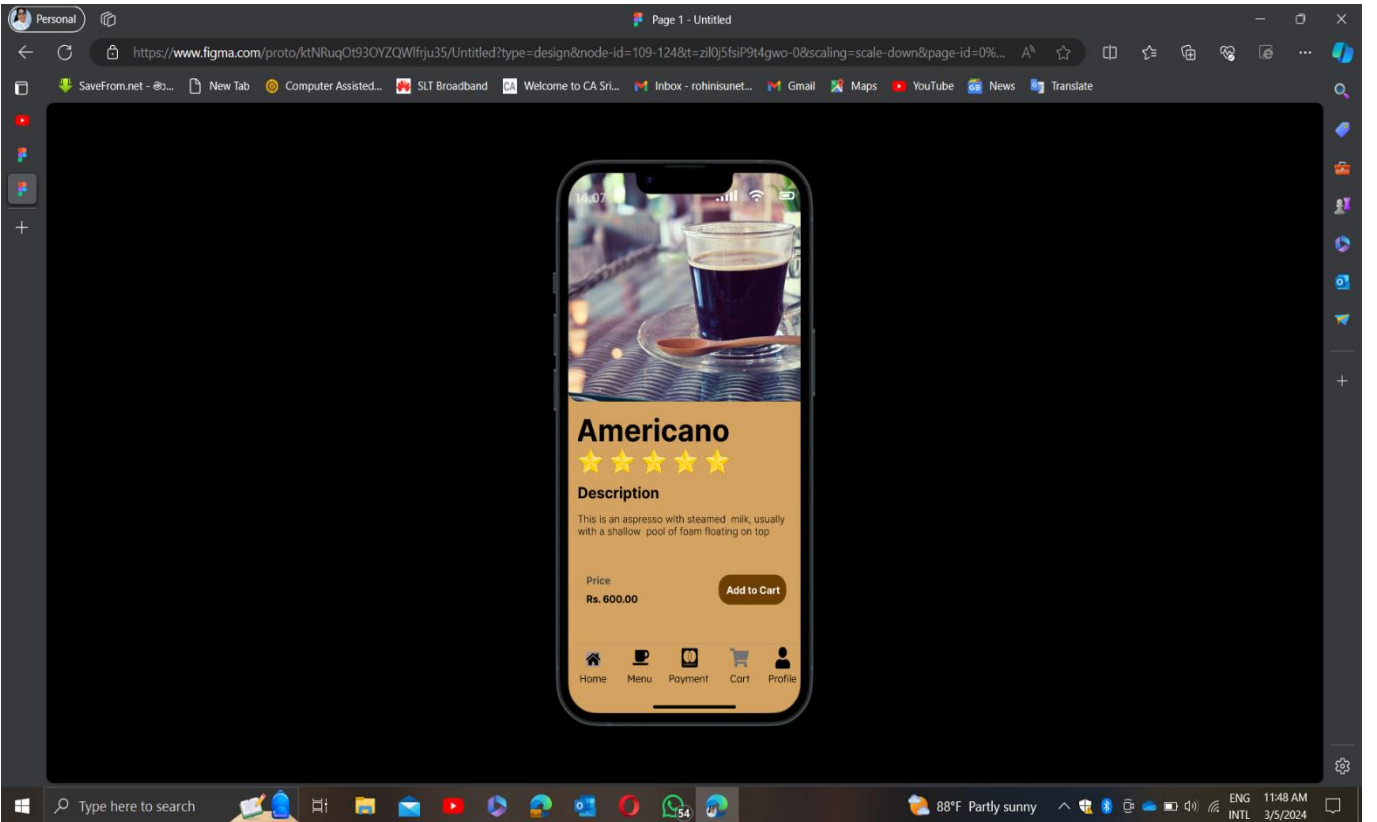 Personal
Page 1 - Untitled
https://www.figma.com/proto/ktNRuqOt93OYZQWlfrju35/Untitled?type=design&node-id=109-124&t=zil0j5fsiP9t4gwo-0&scaling=scale-down&page-id=0%...
SaveFrom.net - මා... New Tab Computer Assisted... SLT Broadband CA Welcome to CA Sri... Inbox - rohinisunet... Gmail Maps YouTube News Translate
14.07
Americano
Description
This is an aspresso with steamed milk, usually
with a shallow pool of foam floating on top
Price
Rs. 600.00
Add to Cart
Home Menu Payment Cart Profile
Type here to search
54
88°F Partly sunny
ENG
INTL
11:48 AM
3/5/2024